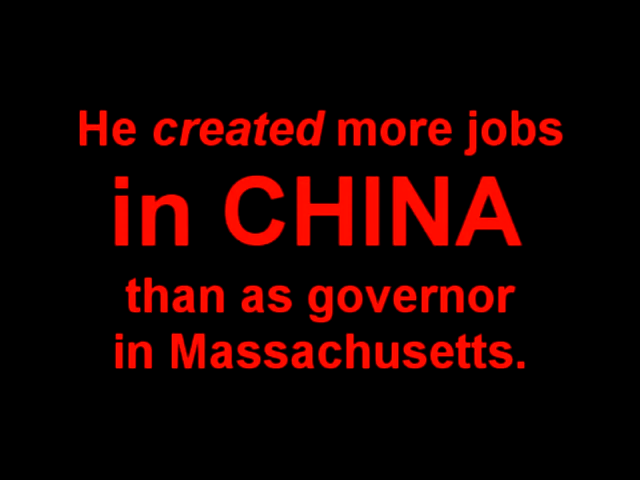 He created more jobs
in CHINA
than as governor
in Massachusetts.